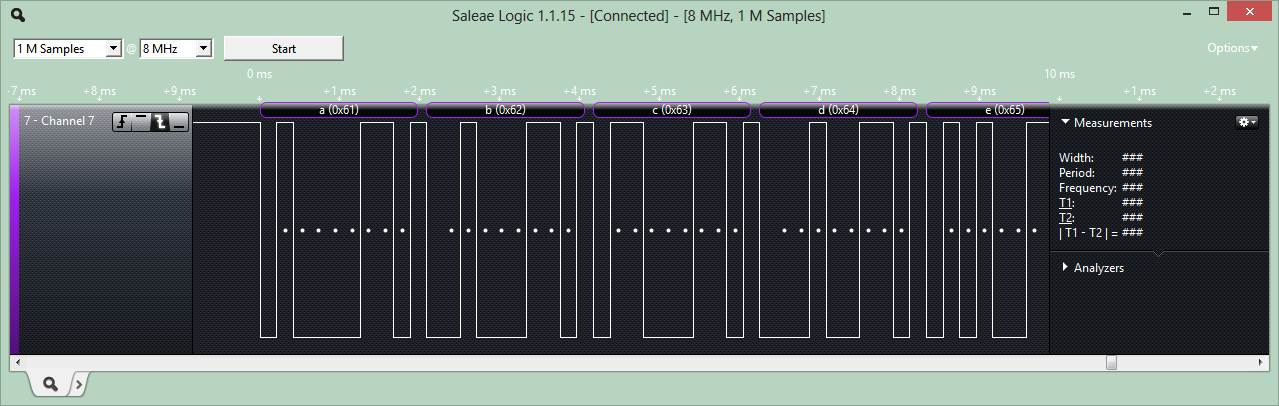 Saleae Logic 1.1.15 - [Connected] - [8 MHz, 1 M Samples]
1 M Samples @ 8 MHz Start Options
0 ms 10 ms
-7 ms +8 ms +9 ms +1 ms +2 ms +3 ms +4 ms +5 ms +6 ms +7 ms +8 ms +9 ms +1 ms +2 ms
a (0x61) b (0x62) c (0x63) d (0x64) e (0x65)
7 - Channel 7
Measurements
Width: ###
Period: ###
Frequency: ###
T1: ###
T2: ###
| T1 - T2 | = ###
Analyzers